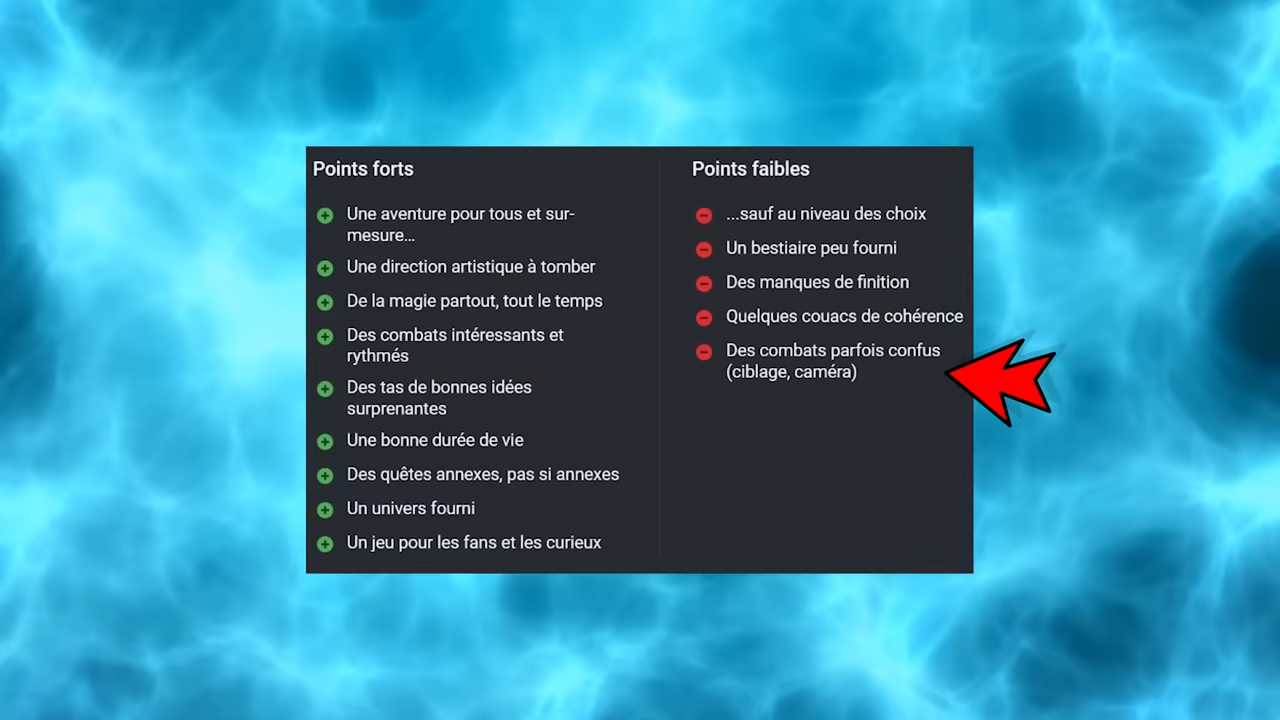 Points forts
Une aventure pour tous et sur-
mesure...
Une direction artistique à tomber
De la magie partout, tout le temps
Des combats intéressants et
rythmés
Des tas de bonnes idées
surprenantes
Une bonne durée de vie
Des quêtes annexes, pas si annexes
Un univers fourni
Un jeu pour les fans et les curieux
Points faibles
...sauf au niveau des choix
Un bestiaire peu fourni
Des manques de finition
Quelques couacs de cohérence
Des combats parfois confus
(ciblage, caméra)